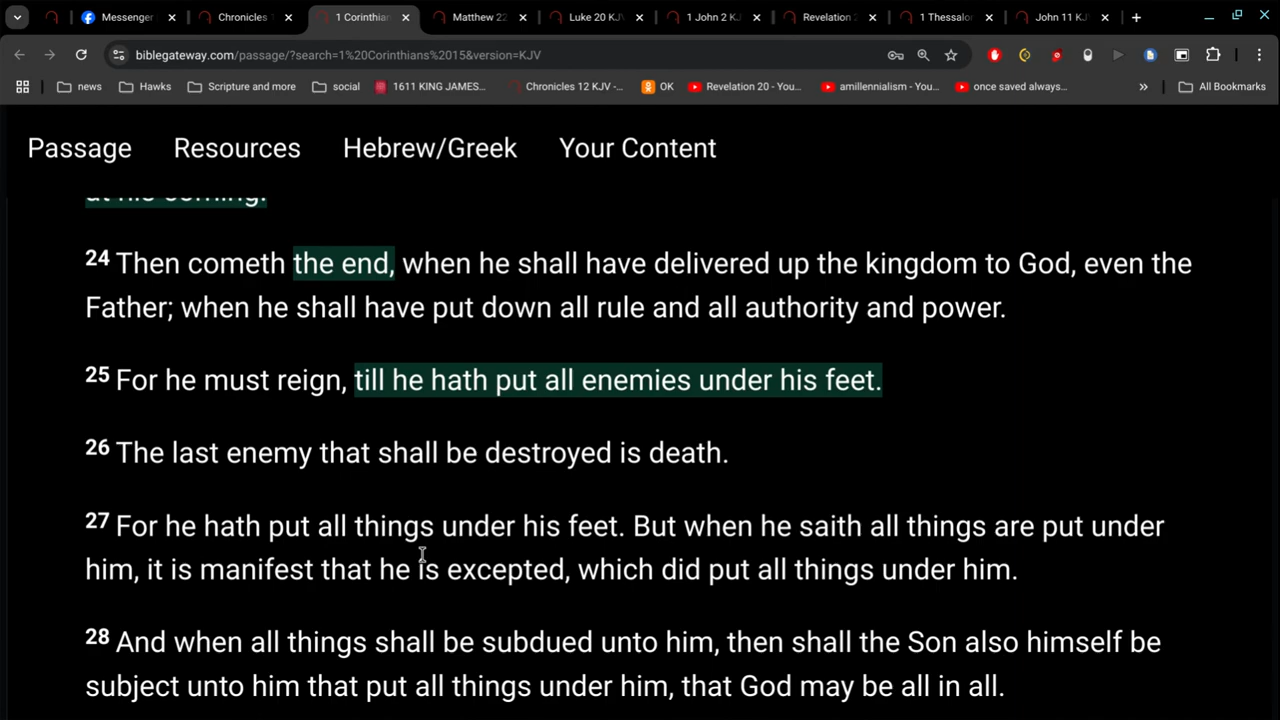 Messenger
Chronicles
1 Corinthian
Matthew 22
Luke 20 KJ
1 John 2 K
Revelation 2
1 Thessalo
John 11 K
biblegateway.com/passage/?search=1%20Corinthians%2015&version=KJV
news
Hawks
Scripture and more
social
1611 KING JAMES...
Chronicles 12 KJV -...
OK
Revelation 20 - You...
amillennialism - You...
once saved always...
»
All Bookmarks
Passage Resources Hebrew/Greek Your Content
at his coming.
24 Then cometh the end, when he shall have delivered up the kingdom to God, even the
Father; when he shall have put down all rule and all authority and power.
25 For he must reign, till he hath put all enemies under his feet.
26 The last enemy that shall be destroyed is death.
27 For he hath put all things under his feet. But when he saith all things are put under
him, it is manifest that he is excepted, which did put all things under him.
28 And when all things shall be subdued unto him, then shall the Son also himself be
subject unto him that put all things under him, that God may be all in all.